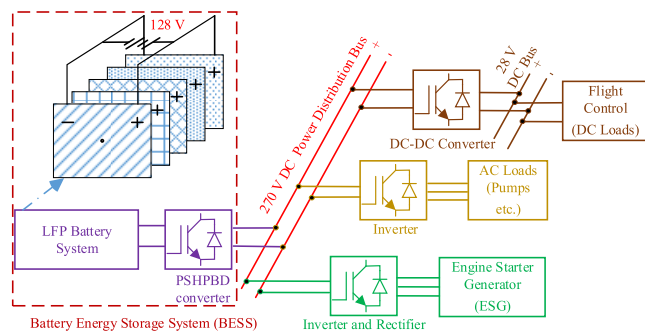 128 V
+
+
+
+
− +
LFP Battery
System
PSHPBD
converter
Battery Energy Storage System (BESS)
270 V DC Power Distribution Bus
+
-
28 V
DC Bus
+
-
DC-DC Converter
Flight
Control
(DC Loads)
Inverter
AC Loads
(Pumps
etc.)
Inverter and Rectifier
Engine Starter
Generator
(ESG)